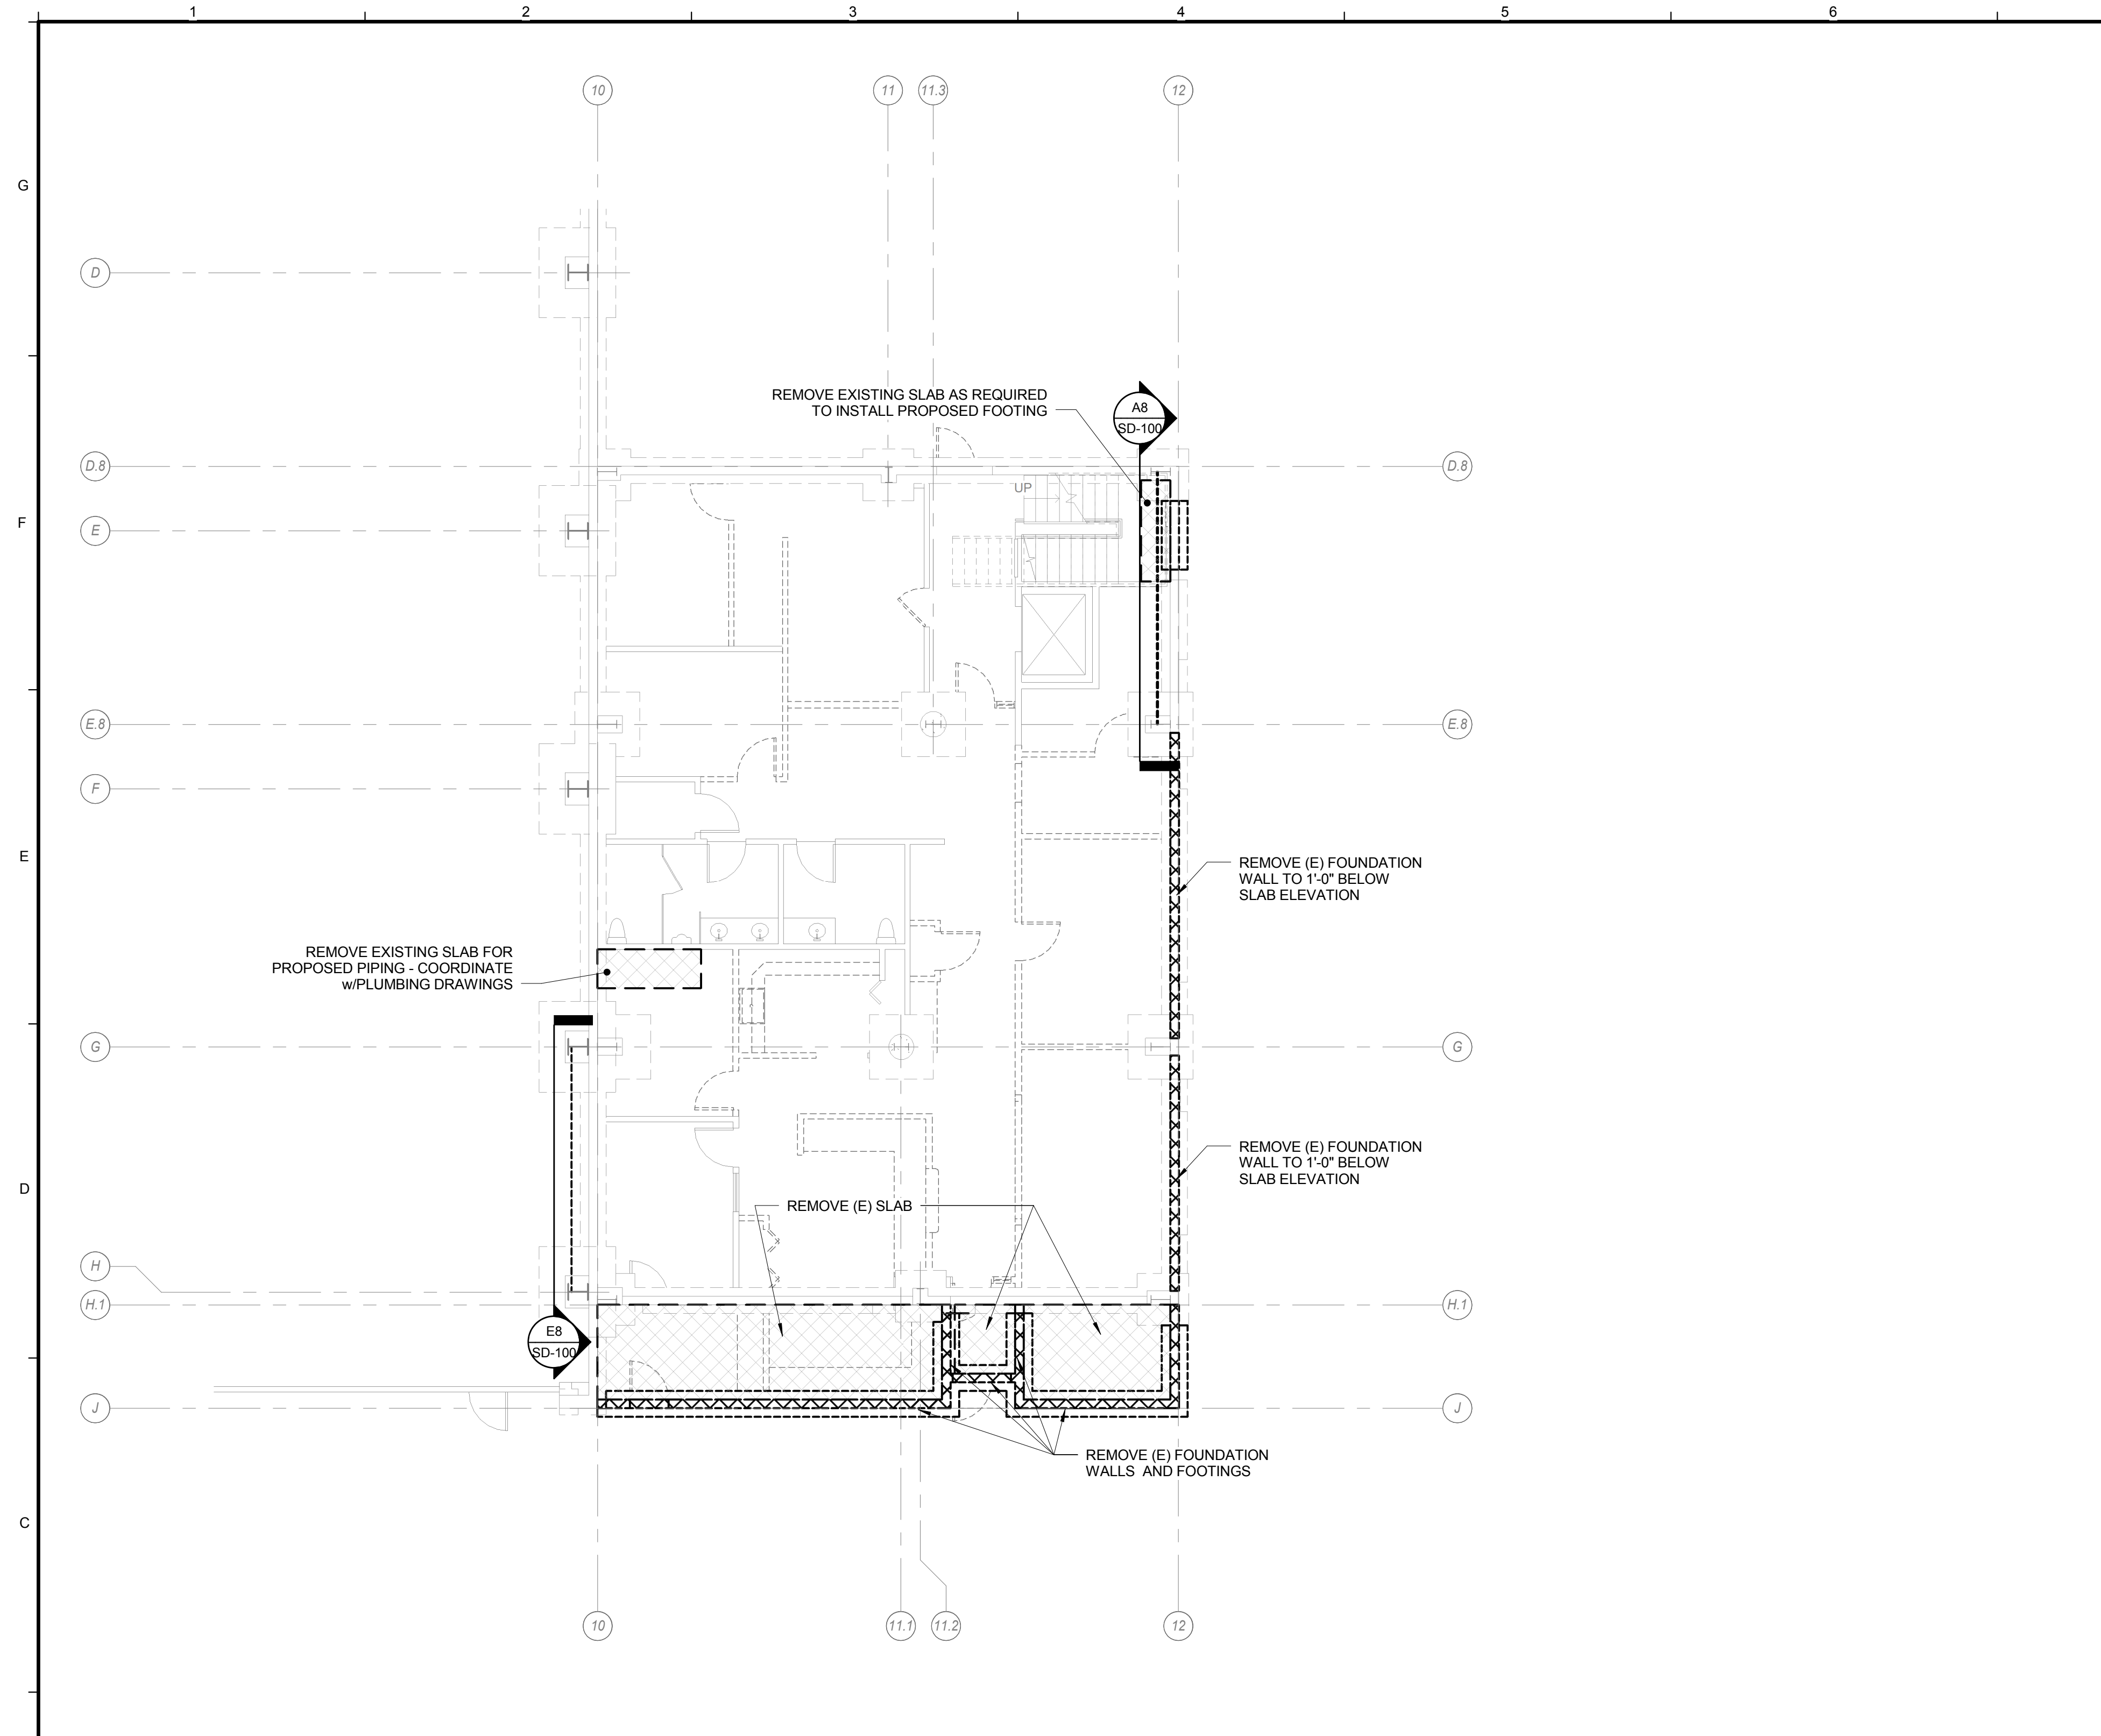 1 2 3 4 5 6
10 11 11.3 12
G
D
REMOVE EXISTING SLAB AS REQUIRED
TO INSTALL PROPOSED FOOTING
A8
SD-100
D.8 D.8
UP
F
E
E.8 E.8
F
E
REMOVE (E) FOUNDATION
WALL TO 1'-0" BELOW
SLAB ELEVATION
REMOVE EXISTING SLAB FOR
PROPOSED PIPING - COORDINATE
w/PLUMBING DRAWINGS
G G
REMOVE (E) FOUNDATION
WALL TO 1'-0" BELOW
SLAB ELEVATION
D
REMOVE (E) SLAB
H
H.1 H.1
E8
SD-100
J J
REMOVE (E) FOUNDATION
WALLS  AND FOOTINGS
C
10 11.1 11.2 12